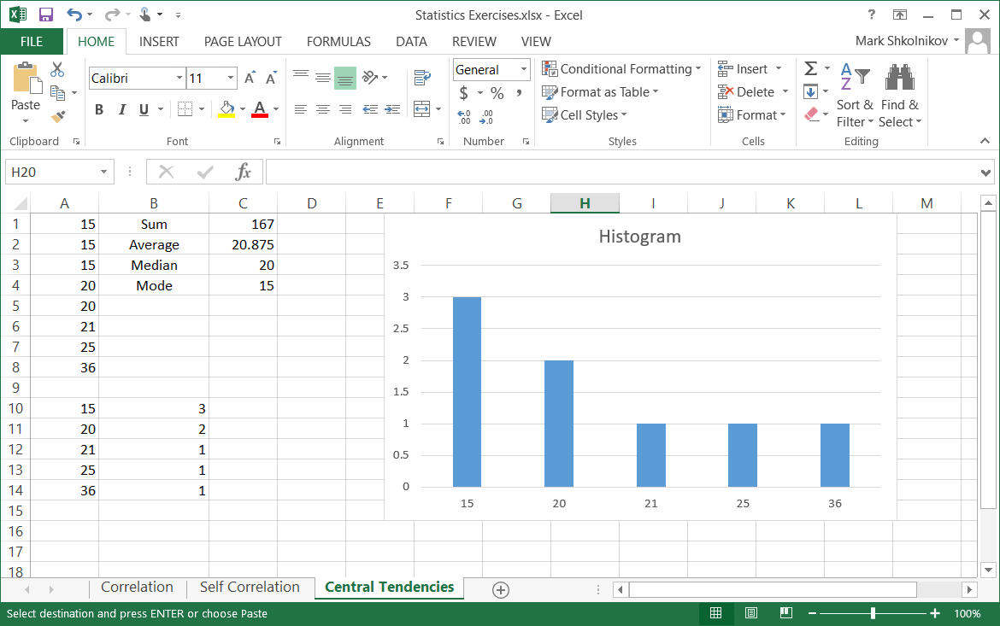 Statistics Exercises.xlsx - Excel
?
FILE HOME INSERT PAGE LAYOUT FORMULAS DATA REVIEW VIEW Mark Shkolnikov
Paste
Calibri 11
B I U A
General
$ % ,
Conditional Formatting
Format as Table
Cell Styles
Insert
Delete
Format
Σ
Sort & Filter
Find & Select
Clipboard Font Alignment Number Styles Cells Editing
H20 fx
A B C D E F G H I J K L M
1 15 Sum 167
2 15 Average 20.875
3 15 Median 20
4 20 Mode 15
5 20
6 21
7 25
8 36
9
10 15 3
11 20 2
12 21 1
13 25 1
14 36 1
15
16
17
18
Histogram
3.5
3
2.5
2
1.5
1
0.5
0
15 20 21 25 36
Correlation Self Correlation Central Tendencies
Select destination and press ENTER or choose Paste
100%